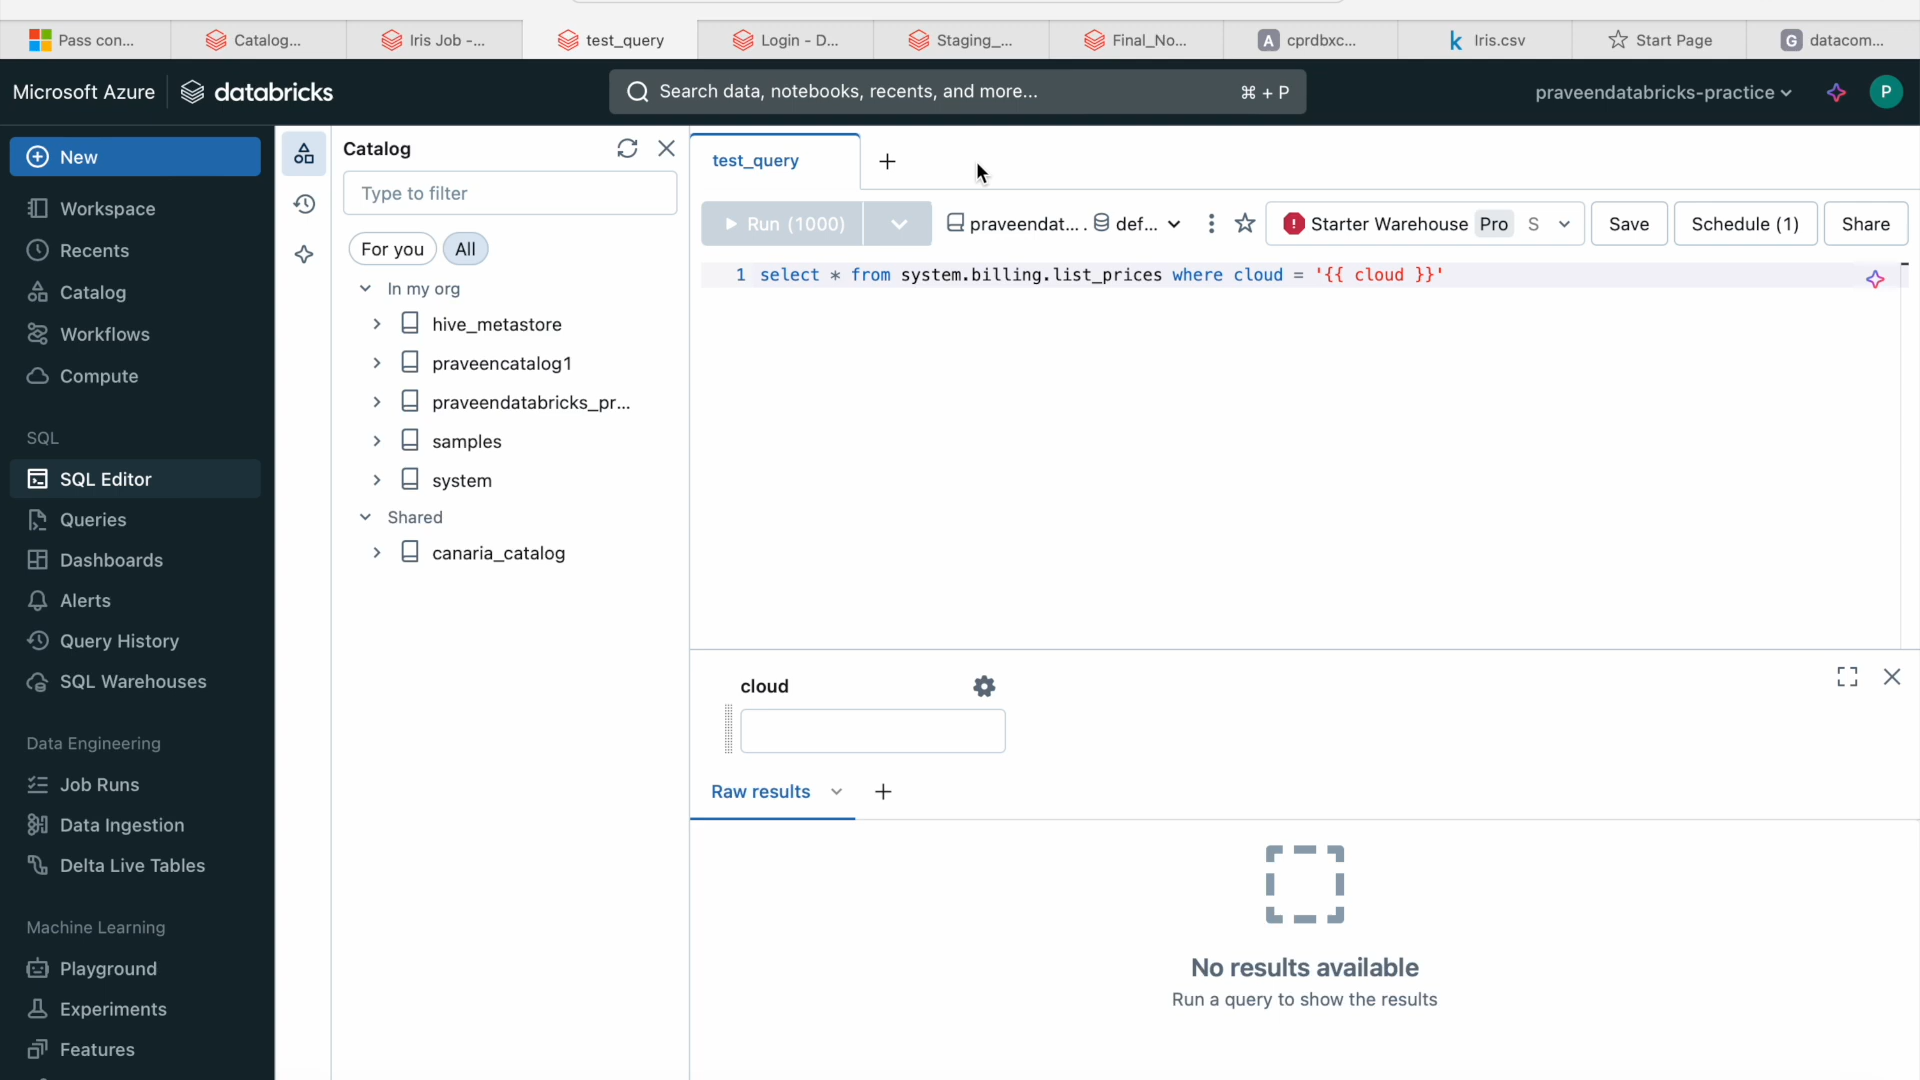 Pass con...
Catalog...
Iris Job -...
test_query
Login - D...
Staging_...
Final_No...
A cprdbxc...
k Iris.csv
Start Page
G datacom...
Microsoft Azure
databricks
Search data, notebooks, recents, and more...
⌘ + P
praveendatabricks-practice
P
New
Workspace
Recents
Catalog
Workflows
Compute
SQL
SQL Editor
Queries
Dashboards
Alerts
Query History
SQL Warehouses
Data Engineering
Job Runs
Data Ingestion
Delta Live Tables
Machine Learning
Playground
Experiments
Features
Catalog
Type to filter
For you
All
In my org
hive_metastore
praveencatalog1
praveendatabricks_pr...
samples
system
Shared
canaria_catalog
test_query
+
Run (1000)
praveendat... . def...
Starter Warehouse Pro S
Save
Schedule (1)
Share
1 select * from system.billing.list_prices where cloud = '{{ cloud }}'
cloud
Raw results
+
No results available
Run a query to show the results